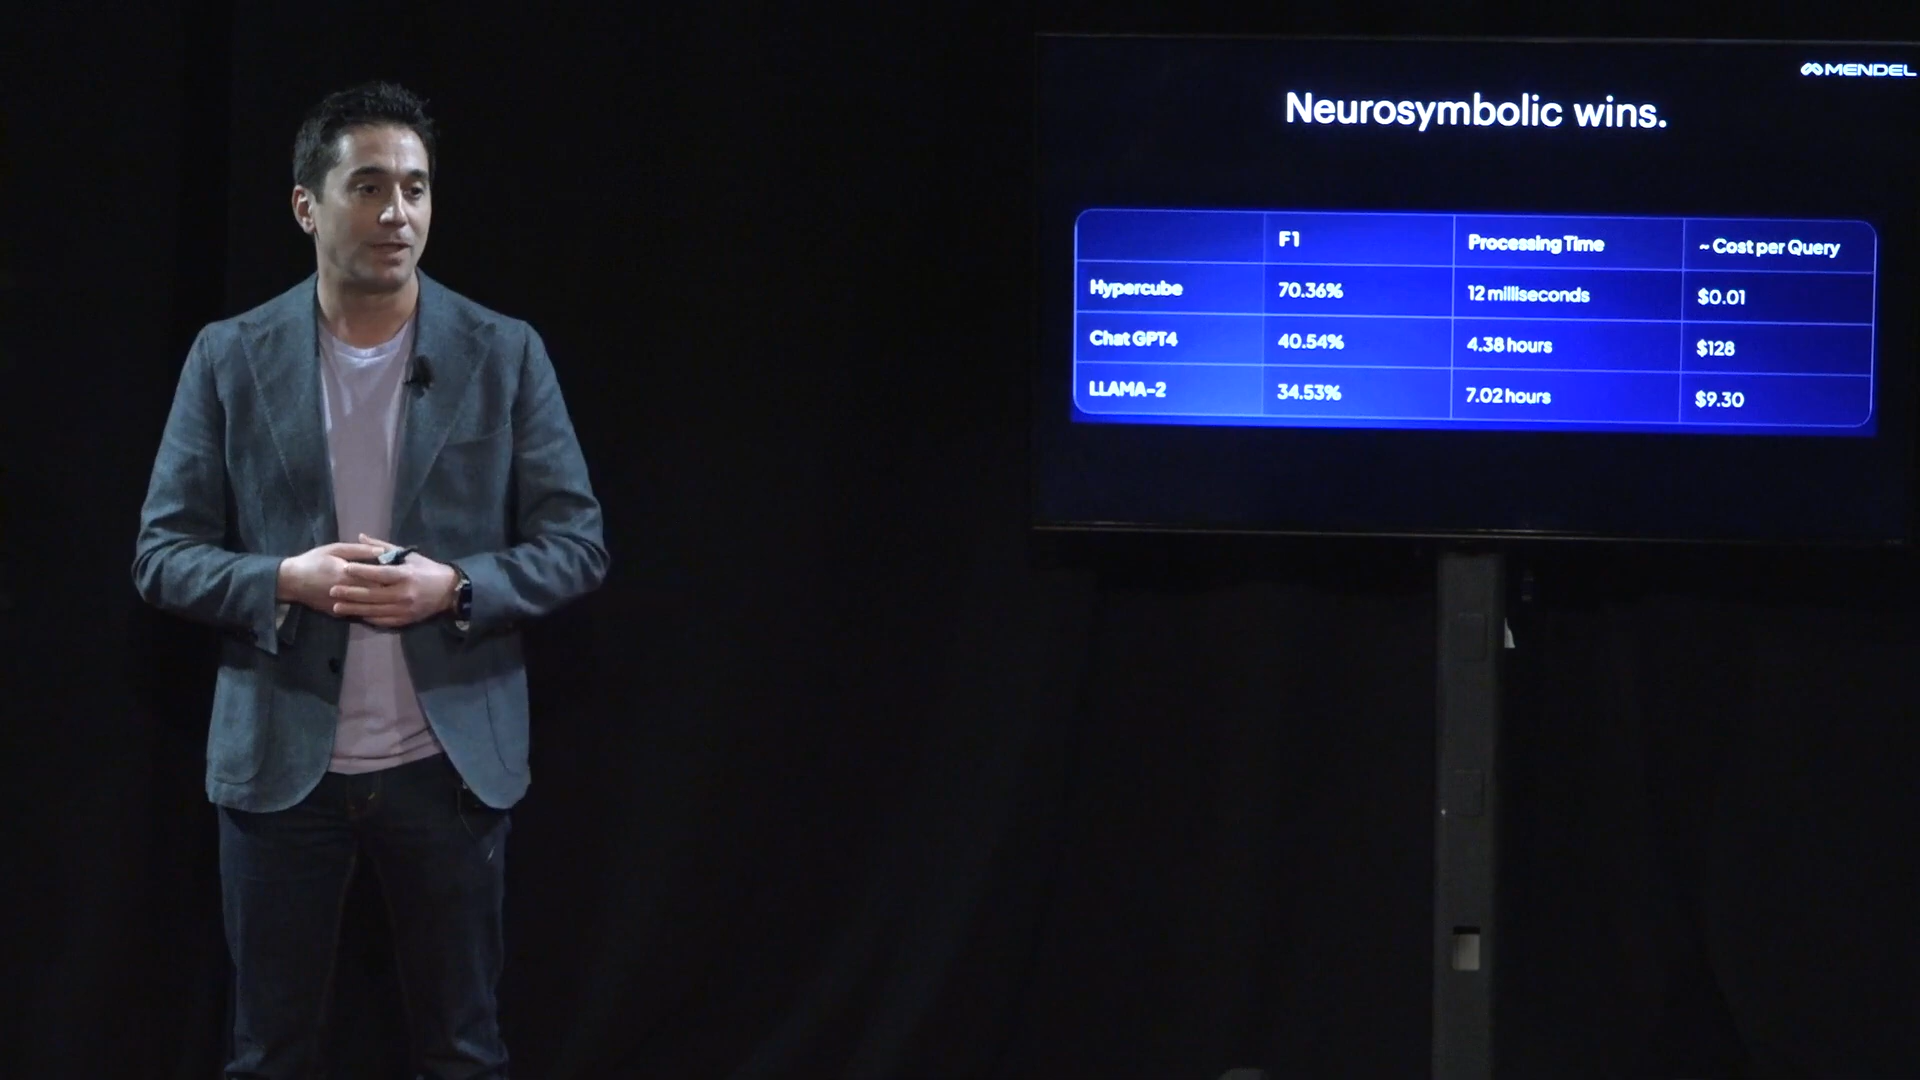 MENDEL
Neurosymbolic wins.
F1 Processing Time ~ Cost per Query
Hypercube 70.36% 12 milliseconds $0.01
Chat GPT4 40.54% 4.38 hours $128
LLAMA-2 34.53% 7.02 hours $9.30